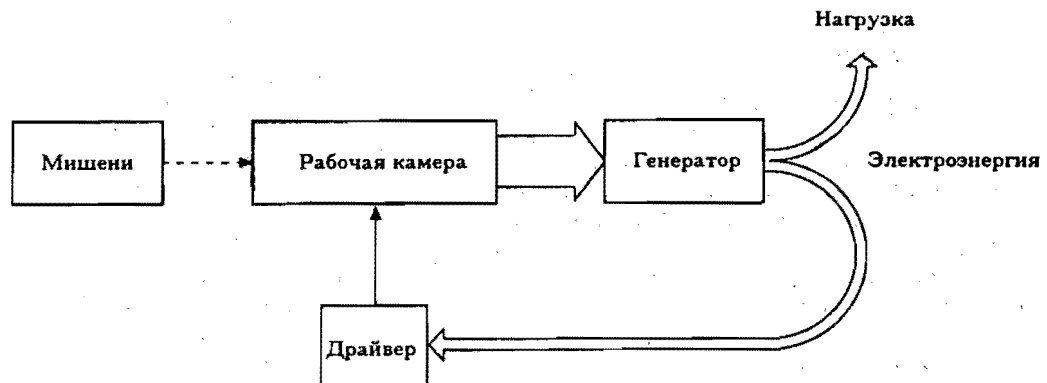 Нагрузка
Мишени
Рабочая камера
Генератор
Электроэнергия
Драйвер